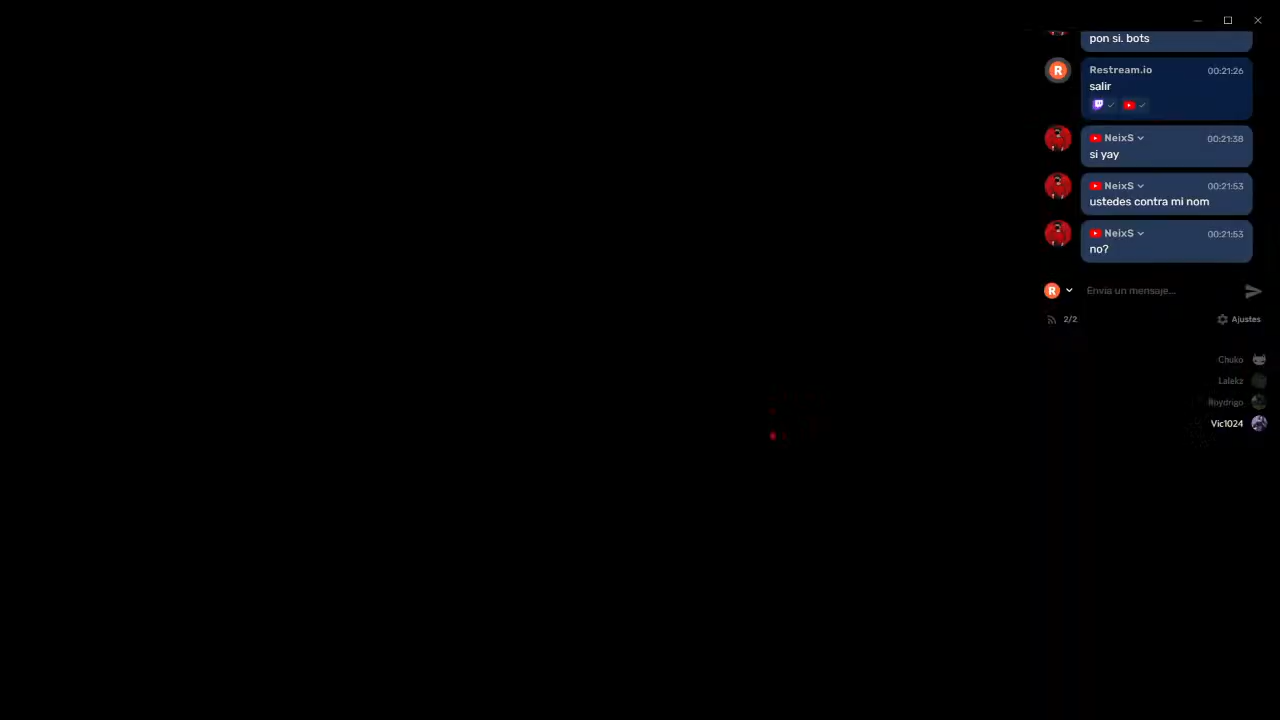 pon si. bots
Restream.io 00:21:26
salir
NeixS 00:21:38
si yay
NeixS 00:21:53
ustedes contra mi nom
NeixS 00:21:53
no?
Envia un mensaje...
2/2 Ajustes
Chuko
Lalekz
Roydrigo
Vic1024